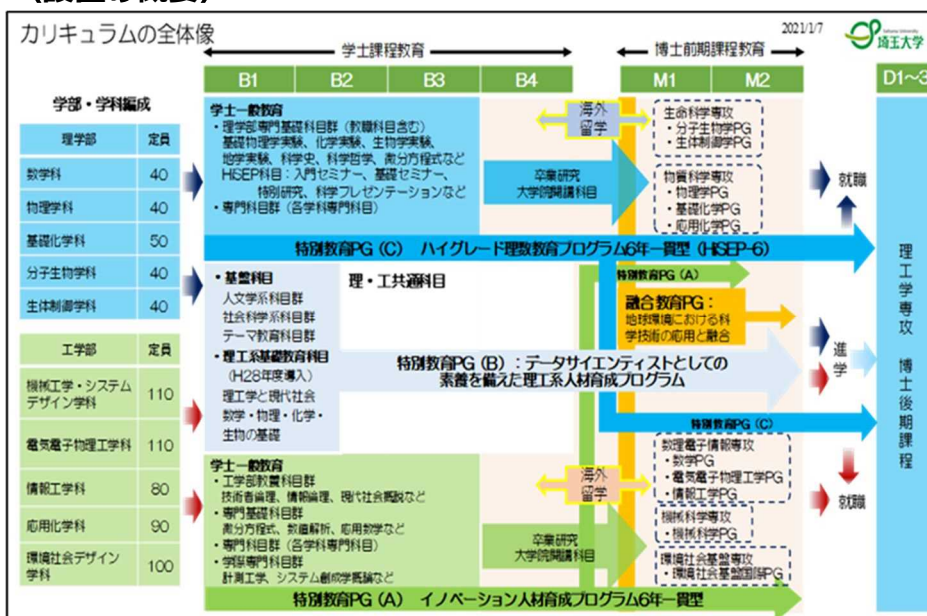 カリキュラムの全体像
2021/1/7
埼玉大学
学士課程教育
博士前期課程教育
B1
B2
B3
B4
M1
M2
D1~3
学部・学科編成
理学部
定員
数学科
40
物理学科
40
基礎化学科
50
分子生物学科
40
生体制御学科
40
工学部
定員
機械工学・システム
デザイン学科
110
電気電子物理工学科
110
情報工学科
80
応用化学科
90
環境社会デザイン
学科
100
学士一般教育
・理学部専門基礎科目群(教職科目含む)
基礎物理学実験、化学実験、生物学実験、
地学実験、科学史、科学哲学、微分方程式など
HiSEP科目:入門セミナー、基礎セミナー、
特別研究、科学プレゼンテーションなど
・専門科目群(各学科専門科目)
卒業研究
大学院開講科目
海外
留学
生命科学専攻
・分子生物学PG
・生体制御学PG
物質科学専攻
・物理学PG
・基礎化学PG
・応用化学PG
就職
特別教育PG(C) ハイグレード理数教育プログラム6年一貫型(HiSEP-6)
・基盤科目
人文学系科目群
社会科学系科目群
テーマ教育科目群
・理工系基礎教育科目
(H28年度導入)
理工学と現代社会
数学・物理・化学・
生物の基礎
理・工共通科目
特別教育PG(A)
融合教育PG:
地球環境における科
学技術の応用と融合
特別教育PG(B):データサイエンティストとしての
素養を備えた理工系人材育成プログラム
進学
特別教育PG(C)
理工学専攻 博士後期課程
学士一般教育
・工学部教養科目群
技術者倫理、情報倫理、現代社会概説など
・専門基礎科目群
微分方程式、数値解析、応用数学など
・専門科目群(各学科専門科目)
・学際専門科目群
計測工学、システム創成学概論など
卒業研究
大学院開講科目
海外
留学
数理電子情報専攻
・数学PG
・電気電子物理工学PG
・情報工学PG
機械科学専攻
・機械科学PG
環境社会基盤専攻
・環境社会基盤国際PG
就職
特別教育PG(A) イノベーション人材育成プログラム6年一貫型